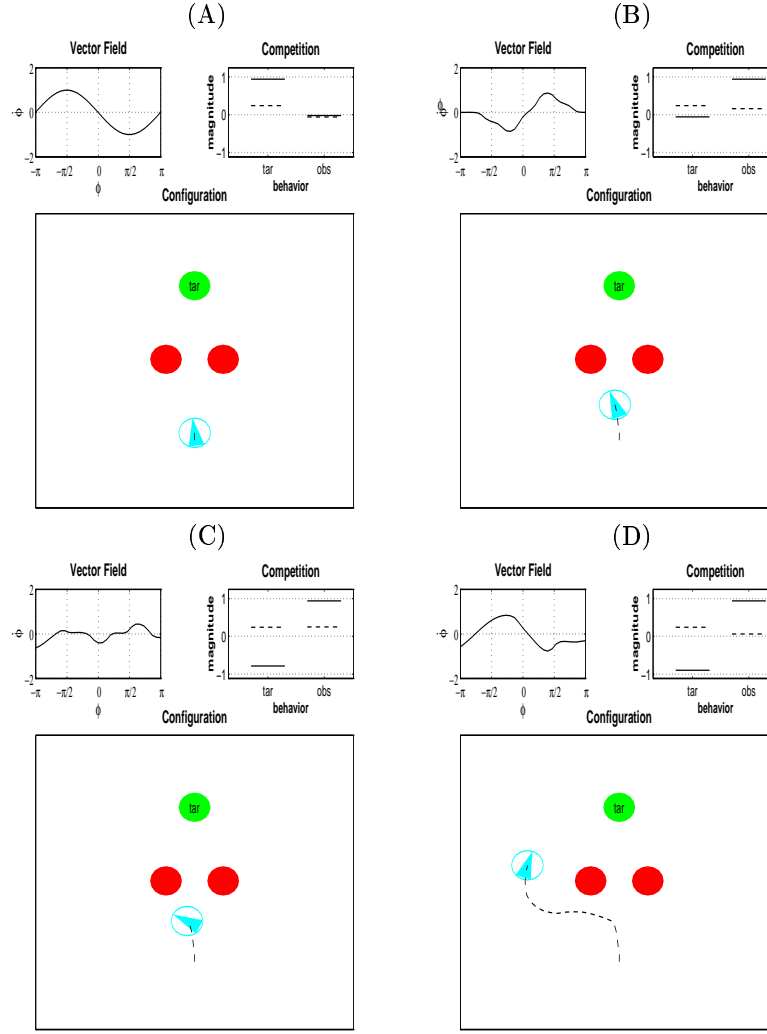 (A)
Vector Field
Competition
2
0
−2
φ̇
−π −π/2 0 π/2 π
φ
magnitude
1
0
−1
tar obs
behavior
Configuration
tar
(B)
Vector Field
Competition
2
0
−2
φ
−π −π/2 0 π/2 π
φ
magnitude
1
0
−1
tar obs
behavior
Configuration
tar
(C)
Vector Field
Competition
2
0
−2
φ̇
−π −π/2 0 π/2 π
φ
magnitude
1
0
−1
tar obs
behavior
Configuration
tar
(D)
Vector Field
Competition
2
0
−2
φ̇
−π −π/2 0 π/2 π
φ
magnitude
1
0
−1
tar obs
behavior
Configuration
tar